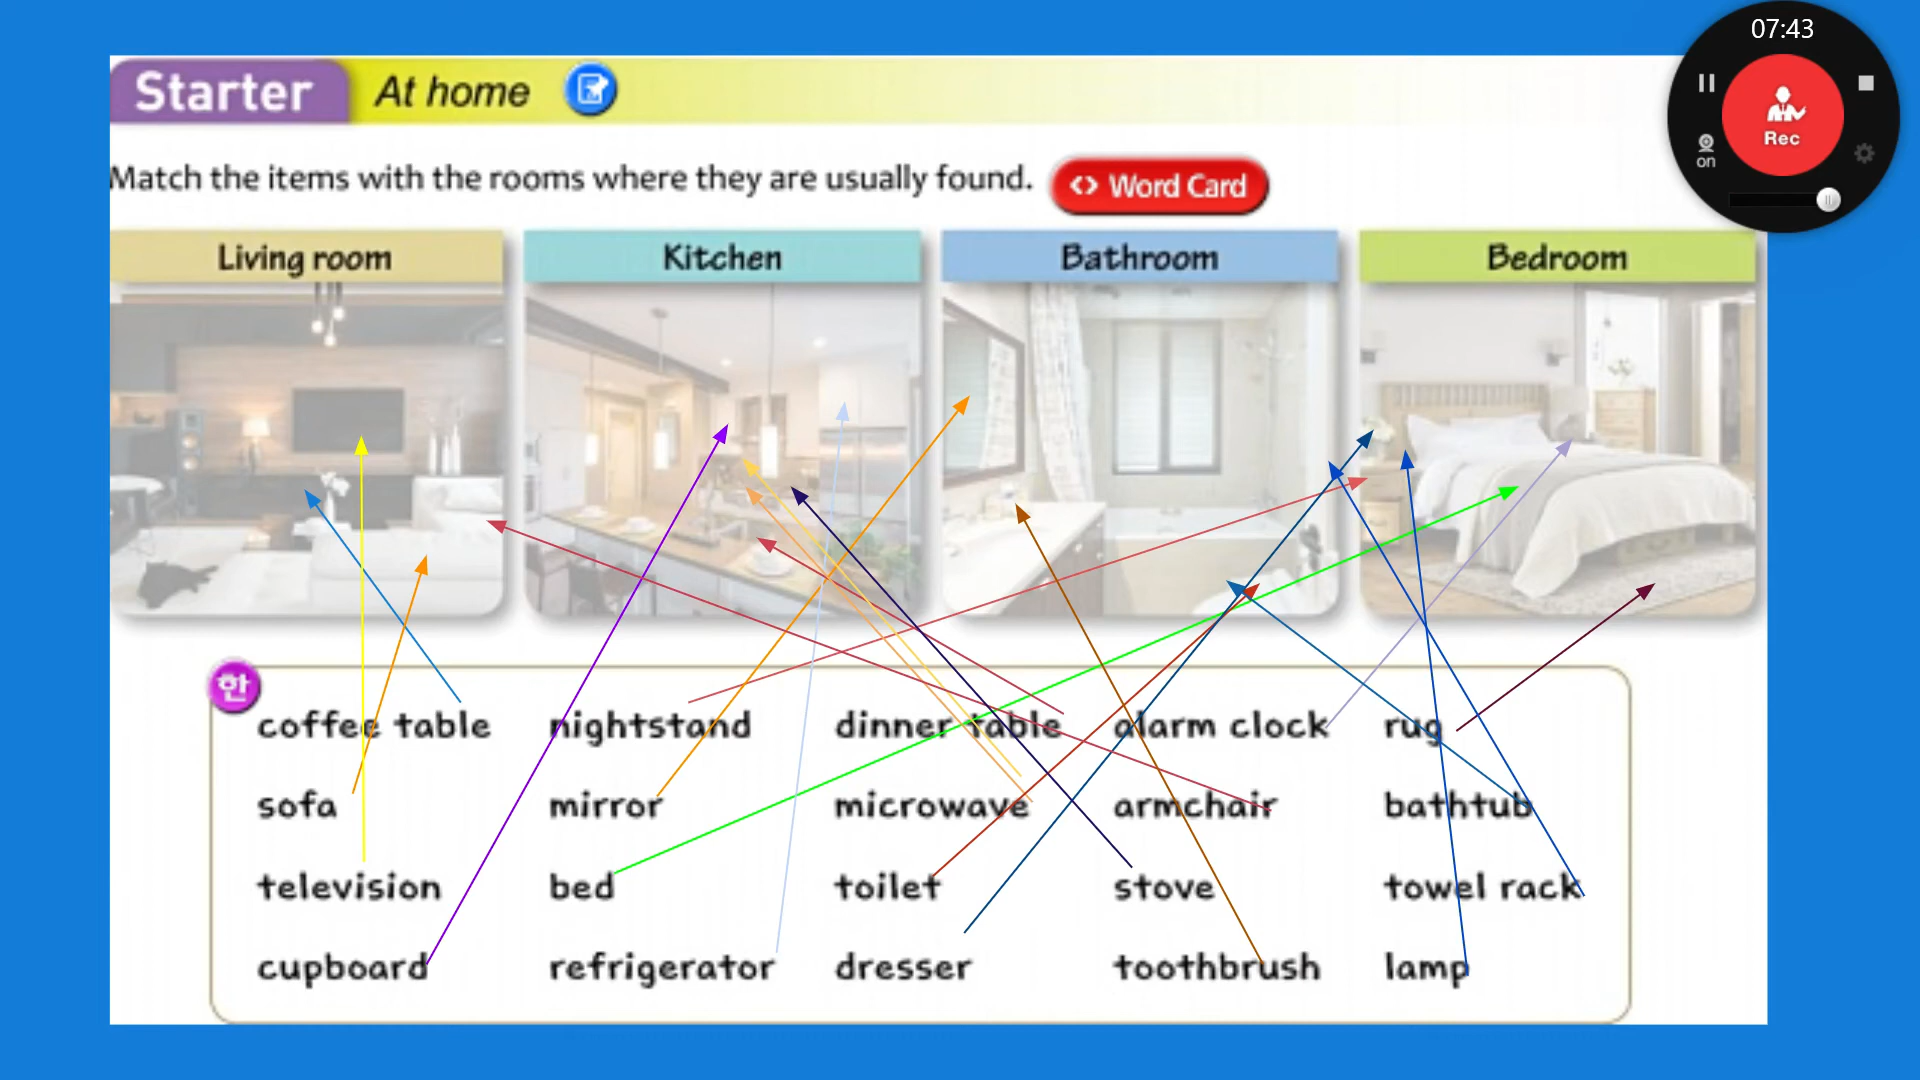 07:43
Rec
on
Starter At home
Match the items with the rooms where they are usually found. <> Word Card
Living room Kitchen Bathroom Bedroom
한
coffee table nightstand dinner table alarm clock rug
sofa mirror microwave armchair bathtub
television bed toilet stove towel rack
cupboard refrigerator dresser toothbrush lamp